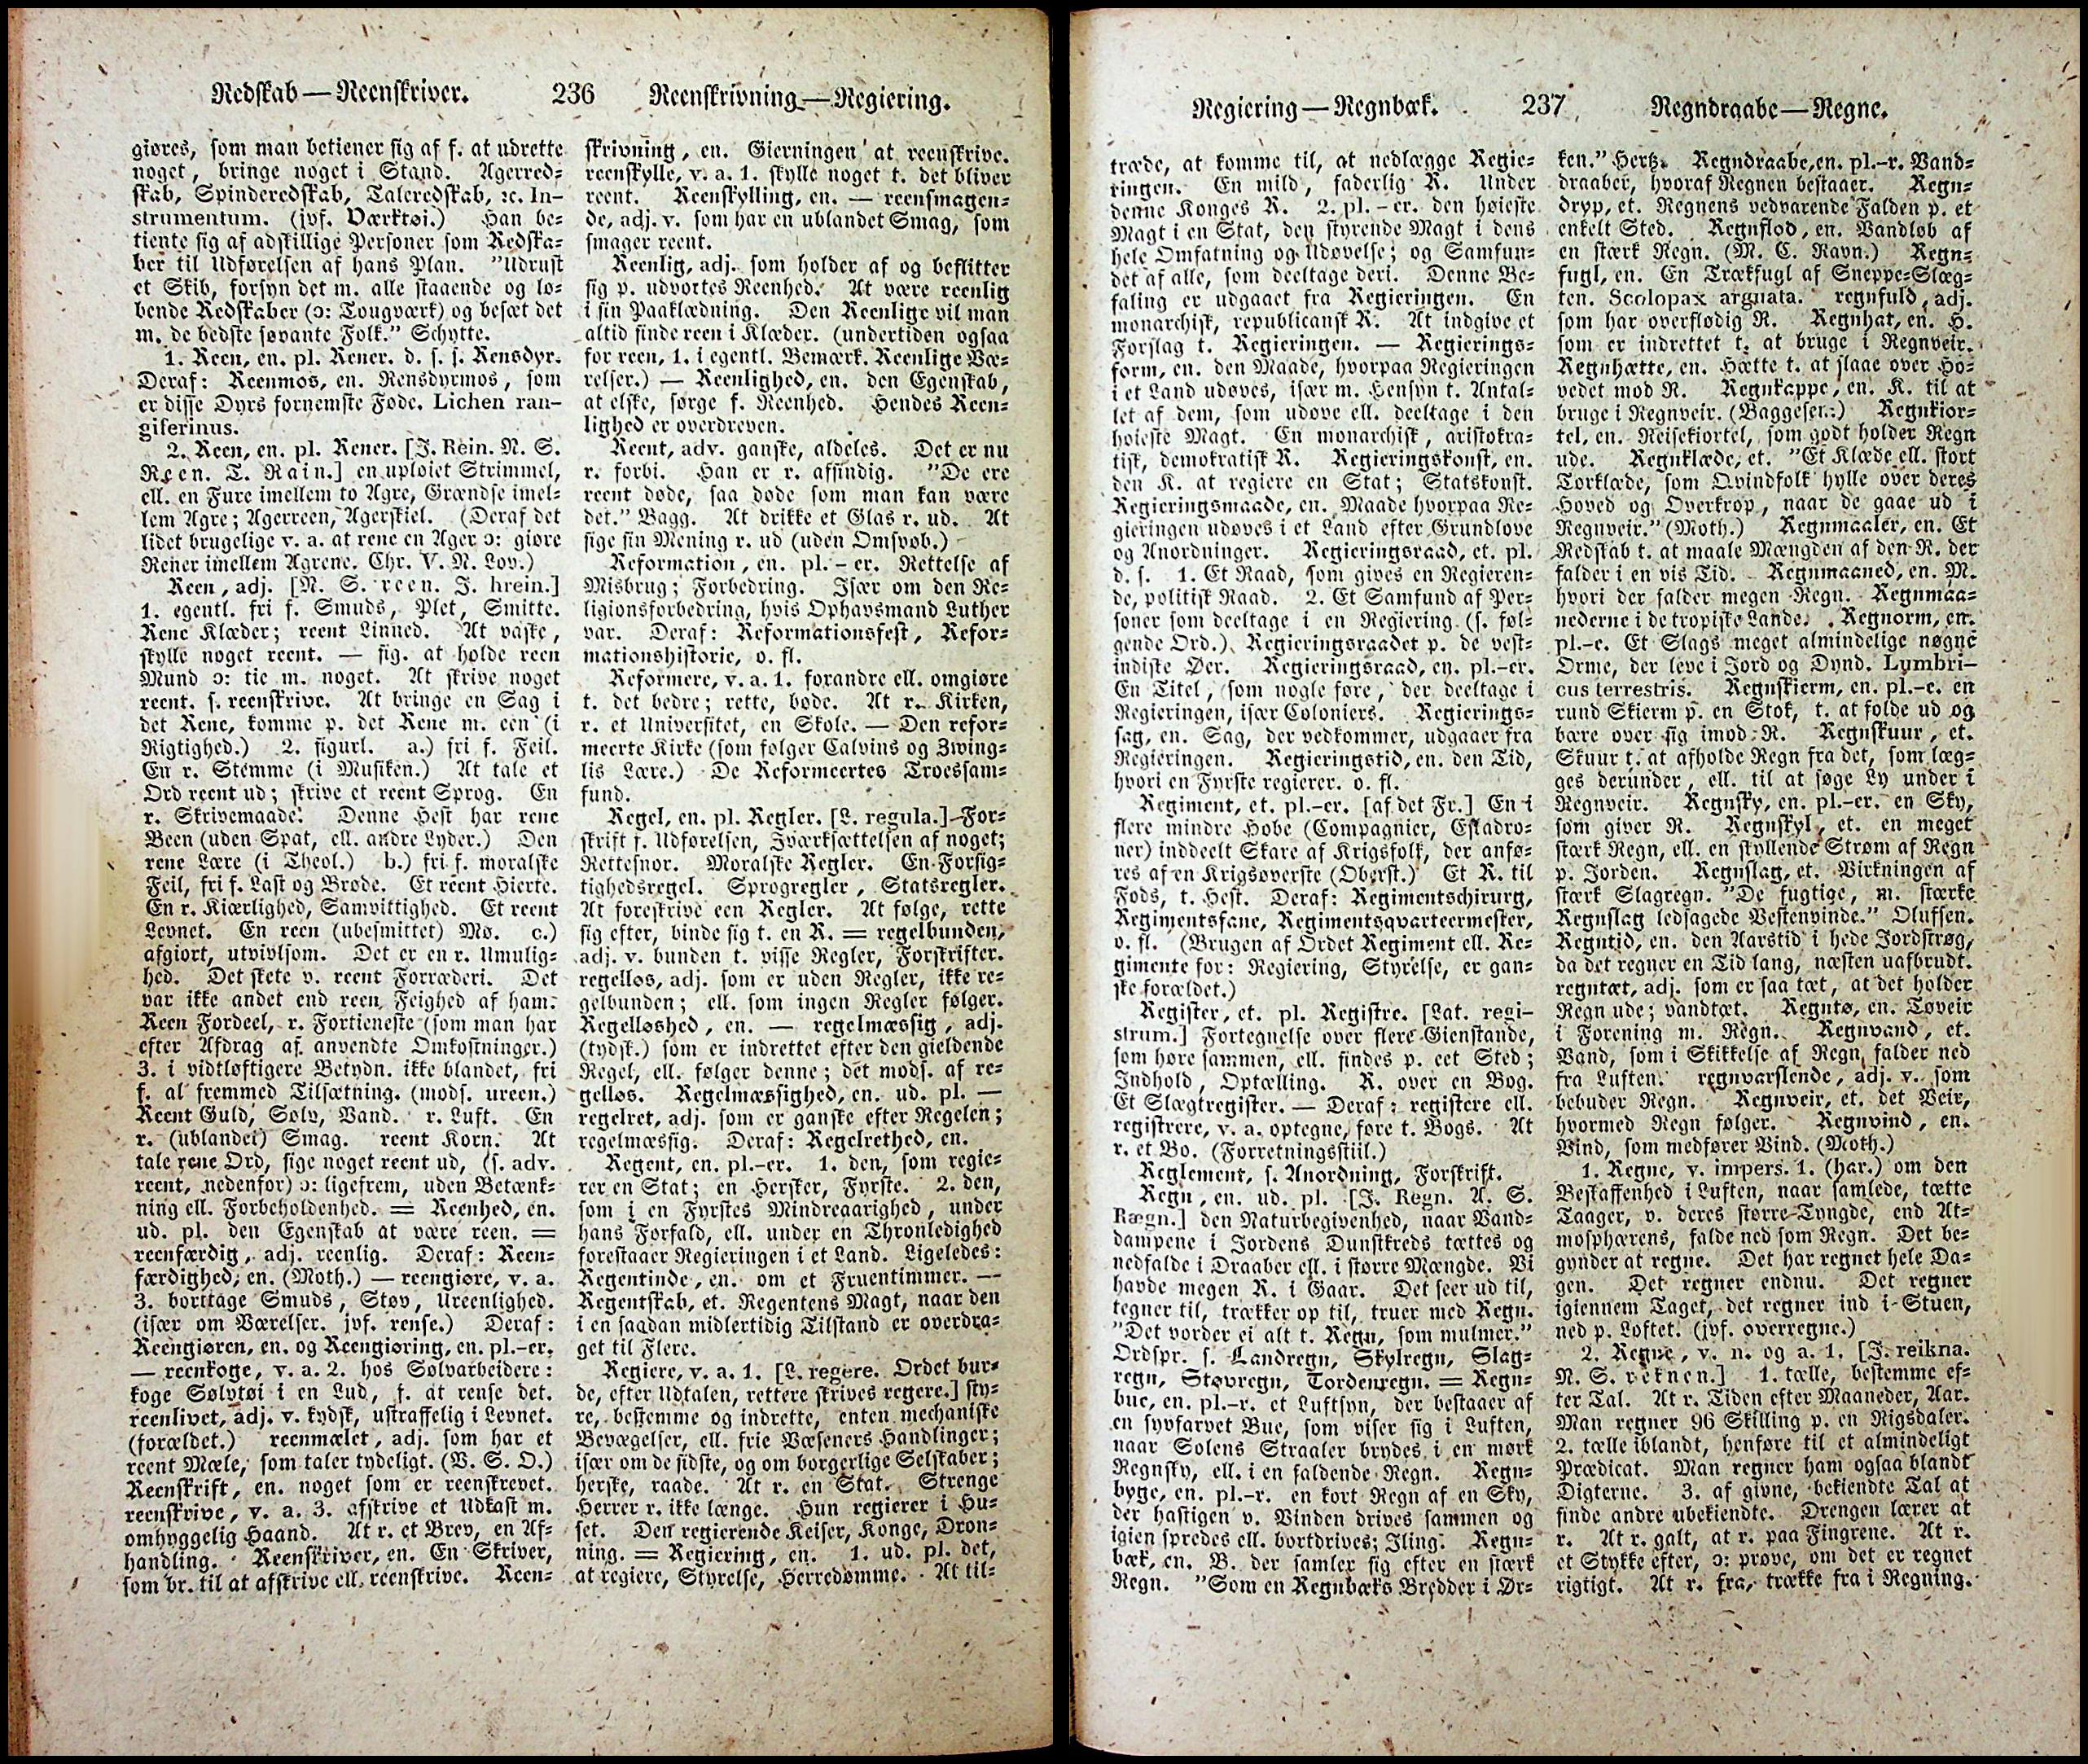 Redskab — Reenskriver. 236 Reenskrivning — Regiering.
giøres, som man betiener sig af f. at udrette
noget, bringe noget i Stand. Agerred-
skab, Spinderedskab, Taleredskab, ꝛc. In-
strumentum. (jvf. Værktøi.) Han be-
tiente sig af adskillige Personer som Redska-
ber til Udførelsen af hans Plan. "Udrust
et Skib, forsyn det m. alle staaende og lø-
bende Redskaber (ɔ: Tougværk) og besæt det
m. de bedste søvante Folk." Schytte.
1. Reen, en. pl. Rener. d. s. s. Rensdyr.
Deraf: Reenmos, en. Rensdyrmos, som
er disse Dyrs fornemste Føde. Lichen ran-
giferinus.
2. Reen, en. pl. Rener. [J. Rein. N. S.
Reen. T. Rain.] en upløiet Strimmel,
ell. en Fure imellem to Agre, Grændse imel-
lem Agre; Agerreen, Agerskiel. (Deraf det
lidet brugelige v. a. at rene en Ager ɔ: giøre
Rener imellem Agrene. Chr. V. N. Lov.)
Reen, adj. [N. S. reen. J. hrein.]
1. egentl. fri f. Smuds, Plet, Smitte.
Rene Klæder; reent Linned. At vaske,
skylle noget reent. — fig. at holde reen
Mund ɔ: tie m. noget. At skrive noget
reent. s. reenskrive. At bringe en Sag i
det Rene, komme p. det Rene m. een (i
Rigtighed.) 2. figurl. a.) fri f. Feil.
En r. Stemme (i Musiken.) At tale et
Ord reent ud; skrive et reent Sprog. En
r. Skrivemaade. Denne Hest har rene
Been (uden Spat, ell. andre Lyder.) Den
rene Lære (i Theol.) b.) fri f. moralske
Feil, fri f. Last og Brøde. Et reent Hierte.
En r. Kiærlighed, Samvittighed. Et reent
Levnet. En reen (ubesmittet) Mø. c.)
afgiort, utvivlsom. Det er en r. Umulig-
hed. Det skete v. reent Forræderi. Det
var ikke andet end reen Feighed af ham.
Reen Fordeel, r. Fortieneste (som man har
efter Afdrag af anvendte Omkostninger.)
3. i vidtløftigere Betydn. ikke blandet, fri
f. al fremmed Tilsætning. (mods. ureen.)
Reent Guld, Sølv, Vand. r. Luft. En
r. (ublandet) Smag. reent Korn. At
tale rene Ord, sige noget reent ud, (s. adv.
reent, nedenfor) ɔ: ligefrem, uden Betænk-
ning ell. Forbeholdenhed. = Reenhed, en.
ud. pl. den Egenskab at være reen. =
reenfærdig, adj. reenlig. Deraf: Reen-
færdighed, en. (Moth.) — reengiøre, v. a.
3. borttage Smuds, Støv, Ureenlighed.
(især om Værelser. jvf. rense.) Deraf:
Reengiøren, en. og Reengiøring, en. pl.-er.
— reenkoge, v. a. 2. hos Sølvarbeidere:
koge Sølvtøi i en Lud, f. at rense det.
reenlivet, adj. v. kydsk, ustraffelig i Levnet.
(forældet.) reenmælet, adj. som har et
reent Mæle, som taler tydeligt. (V. S. O.)
Reenskrift, en. noget som er reenskrevet.
reenskrive, v. a. 3. afskrive et Udkast m.
omhyggelig Haand. At r. et Brev, en Af-
handling. Reenskriver, en. En Skriver,
som br. til at afskrive ell. reenskrive. Reen-
skrivning, en. Gierningen at reenskrive.
reenskylle, v. a. 1. skylle noget t. det bliver
reent. Reenskylling, en. — reensmagen-
de, adj. v. som har en ublandet Smag, som
smager reent.
Reenlig, adj. som holder af og beflitter
sig p. udvortes Reenhed. At være reenlig
i sin Paaklædning. Den Reenlige vil man
altid finde reen i Klæder. (undertiden ogsaa
for reen, 1. i egentl. Bemærk. Reenlige Væ-
relser.) — Reenlighed, en. den Egenskab,
at elske, sørge f. Reenhed. Hendes Reen-
lighed er overdreven.
Reent, adv. ganske, aldeles. Det er nu
r. forbi. Han er r. afsindig. "De ere
reent døde, saa døde som man kan være
det." Bagg. At drikke et Glas r. ud. At
sige sin Mening r. ud (uden Omsvøb.)
Reformation, en. pl.-er. Rettelse af
Misbrug; Forbedring. Især om den Re-
ligionsforbedring, hvis Ophavsmand Luther
var. Deraf: Reformationsfest, Refor-
mationshistorie, o. fl.
Reformere, v. a. 1. forandre ell. omgiøre
t. det bedre; rette, bøde. At r. Kirken,
r. et Universitet, en Skole. — Den refor-
meerte Kirke (som følger Calvins og Zwing-
lis Lære.) De Reformeertes Troessam-
fund.
Regel, en. pl. Regler. [L. regula.] For-
skrift f. Udførelsen, Iværksættelsen af noget;
Rettesnor. Moralske Regler. En Forsig-
tighedsregel. Sprogregler, Statsregler.
At foreskrive een Regler. At følge, rette
sig efter, binde sig t. en R. = regelbunden,
adj. v. bunden t. visse Regler, Forskrifter.
regelløs, adj. som er uden Regler, ikke re-
gelbunden; ell. som ingen Regler følger.
Regelløshed, en. — regelmæssig, adj.
(tydsk.) som er indrettet efter den gieldende
Regel, ell. følger denne; det mods. af re-
gelløs. Regelmæssighed, en. ud. pl. —
regelret, adj. som er ganske efter Regelen;
regelmæssig. Deraf: Regelrethed, en.
Regent, en. pl.-er. 1. den, som regie-
rer en Stat; en Hersker, Fyrste. 2. den,
som i en Fyrstes Mindreaarighed, under
hans Forfald, ell. under en Thronledighed
forestaaer Regieringen i et Land. Ligeledes:
Regentinde, en. om et Fruentimmer. —
Regentskab, et. Regentens Magt, naar den
i en saadan midlertidig Tilstand er overdra-
get til Flere.
Regiere, v. a. 1. [L. regere. Ordet bur-
de, efter Udtalen, rettere skrives regere.] sty-
re, bestemme og indrette, enten mechaniske
Bevægelser, ell. frie Væseners Handlinger;
især om de sidste, og om borgerlige Selskaber;
herske, raade. At r. en Stat. Strenge
Herrer r. ikke længe. Hun regierer i Hu-
set. Den regierende Keiser, Konge, Dron-
ning. = Regiering, en. 1. ud. pl. det,
at regiere, Styrelse, Herredømme. At til-
Regiering — Regnbæk. 237 Regndraabe — Regne.
træde, at komme til, at nedlægge Regie-
ringen. En mild, faderlig R. Under
denne Konges R. 2. pl.-er. den høieste
Magt i en Stat, den styrende Magt i dens
hele Omfatning og Udøvelse; og Samfun-
det af alle, som deeltage deri. Denne Be-
faling er udgaaet fra Regieringen. En
monarchisk, republicansk R. At indgive et
Forslag t. Regieringen. — Regierings-
form, en. den Maade, hvorpaa Regieringen
i et Land udøves, især m. Hensyn t. Antal-
let af dem, som udøve ell. deeltage i den
høieste Magt. En monarchisk, aristokra-
tisk, demokratisk R. Regieringskonst, en.
den K. at regiere en Stat; Statskonst.
Regieringsmaade, en. Maade hvorpaa Re-
gieringen udøves i et Land efter Grundlove
og Anordninger. Regieringsraad, et. pl.
d. s. 1. Et Raad, som gives en Regieren-
de, politisk Raad. 2. Et Samfund af Per-
soner som deeltage i en Regiering (s. føl-
gende Ord.) Regieringsraadet p. de vest-
indiske Øer. Regieringsraad, en. pl.-er.
En Titel, som nogle føre, der deeltage i
Regieringen, især Coloniers. Regierings-
sag, en. Sag, der vedkommer, udgaaer fra
Regieringen. Regieringstid, en. den Tid,
hvori en Fyrste regierer. o. fl.
Regiment, et. pl.-er. [af det Fr.] En i
flere mindre Hobe (Compagnier, Eskadro-
ner) inddeelt Skare af Krigsfolk, der anfø-
res af en Krigsøverste (Oberst.) Et R. til
Fods, t. Hest. Deraf: Regimentschirurg,
Regimentsfane, Regimentsqvarteermester,
o. fl. (Brugen af Ordet Regiment ell. Re-
gimente for: Regiering, Styrelse, er gan-
ske forældet.)
Register, et. pl. Registre. [Lat. regi-
strum.] Fortegnelse over flere Gienstande,
som høre sammen, ell. findes p. eet Sted;
Indhold, Optælling. R. over en Bog.
Et Slægtregister. — Deraf: registere ell.
registrere, v. a. optegne, føre t. Bogs. At
r. et Bo. (Forretningsstiil.)
Reglement, s. Anordning, Forskrift.
Regn, en. ud. pl. [J. Regn. A. S.
Rægn.] den Naturbegivenhed, naar Vand-
dampene i Jordens Dunstkreds tættes og
nedfalde i Draaber ell. i større Mængde. Vi
havde megen R. i Gaar. Det seer ud til,
tegner til, trækker op til, truer med Regn.
"Det vorder ei alt t. Regn, som mulmer."
Ordspr. s. Landregn, Skylregn, Slag-
regn, Støvregn, Tordenregn. = Regn-
bue, en. pl.-r. et Luftsyn, der bestaaer af
en syvfarvet Bue, som viser sig i Luften,
naar Solens Straaler brydes i en mørk
Regnsky, ell. i en faldende Regn. Regn-
byge, en. pl.-r. en kort Regn af en Sky,
der hastigen v. Vinden drives sammen og
igien spredes ell. bortdrives; Iling. Regn-
bæk, en. B. der samler sig efter en stærk
Regn. "Som en Regnbæks Bredder i Ør-
ken." Hertz. Regndraabe, en. pl.-r. Vand-
draaber, hvoraf Regnen bestaaer. Regn-
dryp, et. Regnens vedvarende Falden p. et
enkelt Sted. Regnflod, en. Vandløb af
en stærk Regn. (M. C. Ravn.) Regn-
fugl, en. En Trækfugl af Sneppe-Slæg-
ten. Scolopax arguata. regnfuld, adj.
som har overflødig R. Regnhat, en. H.
som er indrettet t. at bruge i Regnveir.
Regnhætte, en. Hætte t. at slaae over Ho-
vedet mod R. Regnkappe, en. K. til at
bruge i Regnveir. (Baggesen.) Regnkior-
tel, en. Reisekiortel, som godt holder Regn
ude. Regnklæde, et. "Et Klæde ell. stort
Tørklæde, som Qvindfolk hylle over deres
Hoved og Overkrop, naar de gaae ud i
Regnveir." (Moth.) Regnmaaler, en. Et
Redskab t. at maale Mængden af den R. der
falder i en vis Tid. Regnmaaned, en. M.
hvori der falder megen Regn. Regnmaa-
nederne i de tropiske Lande. Regnorm, en.
pl.-e. Et Slags meget almindelige nøgne
Orme, der leve i Jord og Dynd. Lumbri-
cus terrestris. Regnskierm, en. pl.-e. en
rund Skierm p. en Stok, t. at folde ud og
bære over sig imod R. Regnskuur, et.
Skuur t. at afholde Regn fra det, som læg-
ges derunder, ell. til at søge Ly under i
Regnveir. Regnsky, en. pl.-er. en Sky,
som giver R. Regnskyl, et. en meget
stærk Regn, ell. en skyllende Strøm af Regn
p. Jorden. Regnslag, et. Virkningen af
stærk Slagregn. "De fugtige, m. stærke
Regnslag ledsagede Vestenvinde." Olufsen.
Regntid, en. den Aarstid i hede Jordstrøg,
da det regner en Tid lang, næsten uafbrudt.
regntæt, adj. som er saa tæt, at det holder
Regn ude; vandtæt. Regntø, en. Tøveir
i Forening m. Regn. Regnvand, et.
Vand, som i Skikkelse af Regn falder ned
fra Luften. regnvarslende, adj. v. som
bebuder Regn. Regnveir, et. det Veir,
hvormed Regn følger. Regnvind, en.
Vind, som medfører Vind. (Moth.)
1. Regne, v. impers. 1. (har.) om den
Beskaffenhed i Luften, naar samlede, tætte
Taager, v. deres større Tyngde, end At-
mosphærens, falde ned som Regn. Det be-
gynder at regne. Det har regnet hele Da-
gen. Det regner endnu. Det regner
igiennem Taget, det regner ind i Stuen,
ned p. Loftet. (jvf. overregne.)
2. Regne, v. n. og a. 1. [J. reikna.
N. S. reknen.] 1. tælle, bestemme ef-
ter Tal. At r. Tiden efter Maaneder, Aar.
Man regner 96 Skilling p. en Rigsdaler.
2. tælle iblandt, henføre til et almindeligt
Prædicat. Man regner ham ogsaa blandt
Digterne. 3. af givne, bekiendte Tal at
finde andre ubekiendte. Drengen lærer at
r. At r. galt, at r. paa Fingrene. At r.
et Stykke efter, ɔ: prøve, om det er regnet
rigtigt. At r. fra, trække fra i Regning.